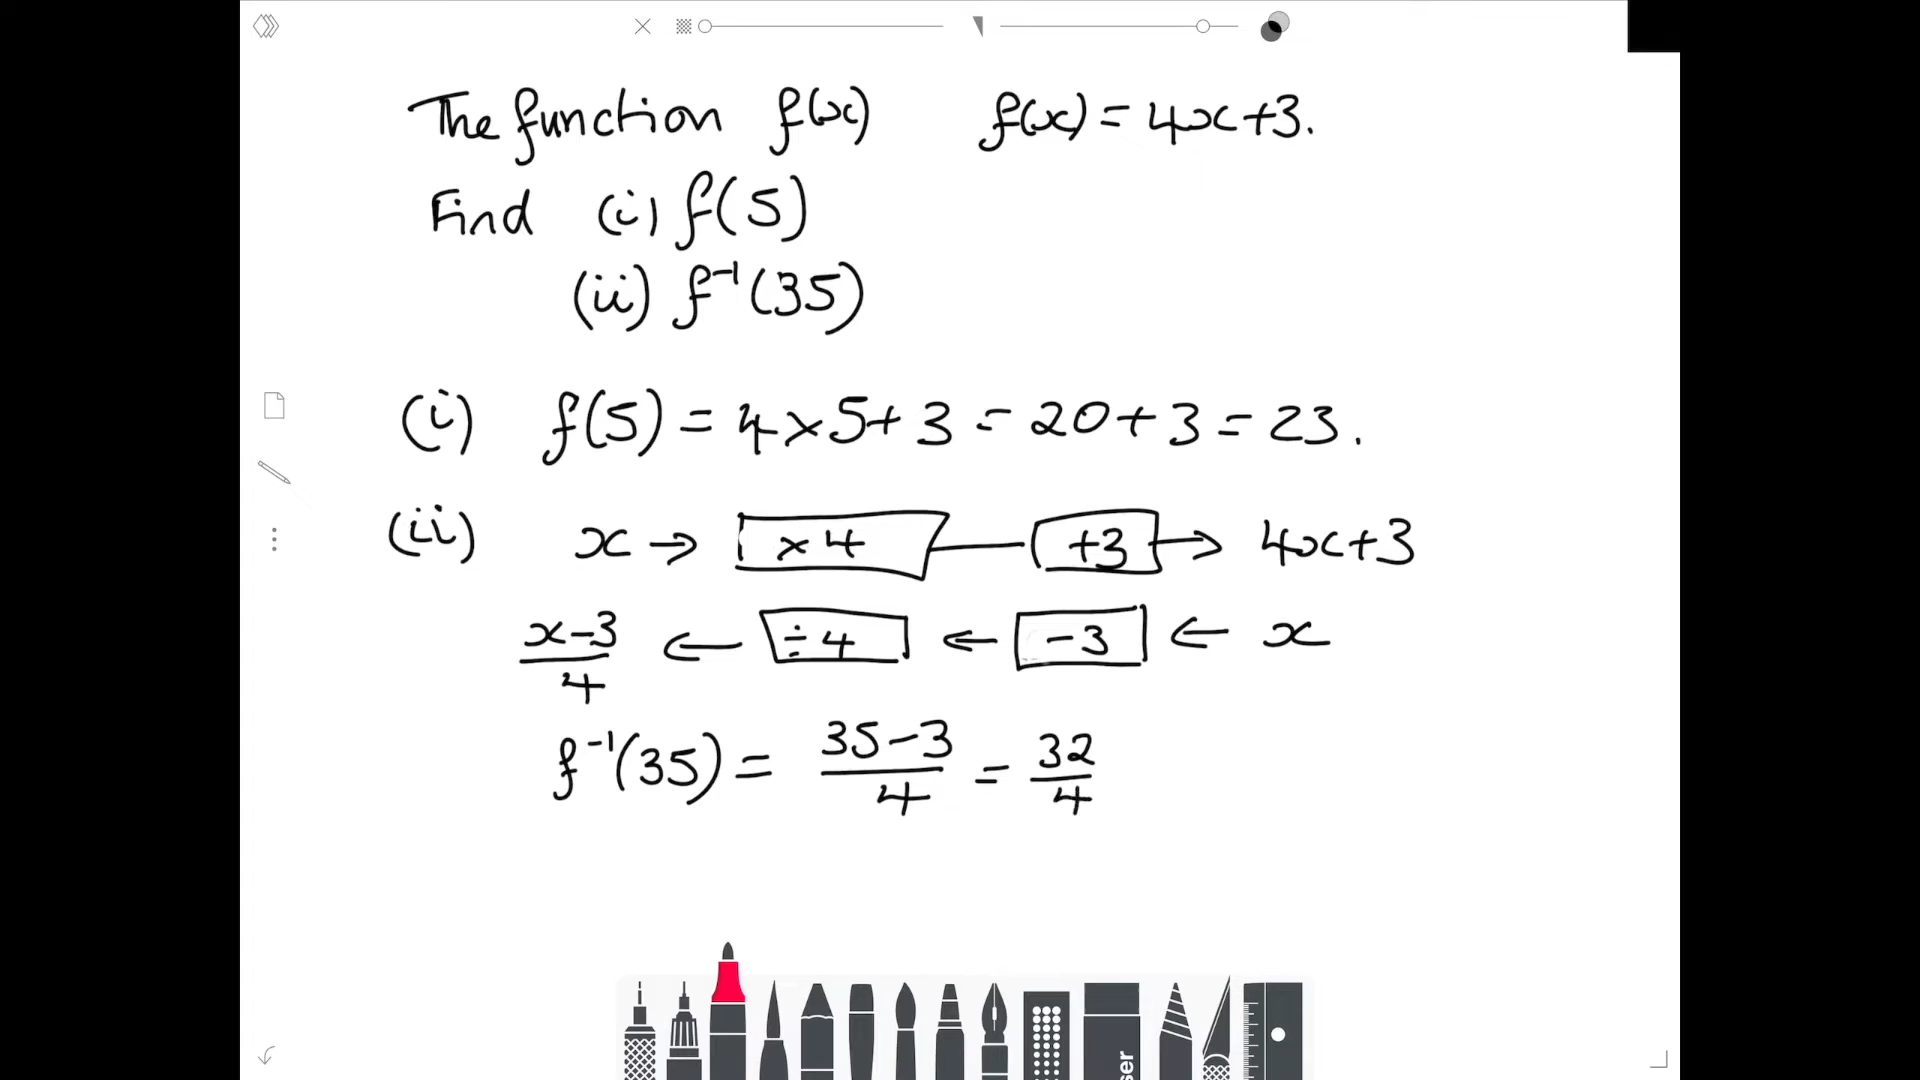 The function f(x) f(x) = 4x+3.
Find (i) f(5)
(ii) f⁻¹(35)
(i) f(5) = 4×5+3 = 20+3 = 23.
(ii) x → ×4 — +3 → 4x+3
x-3/4 ← ÷4 ← -3 ← x
f⁻¹(35) = 35-3/4 = 32/4
ser